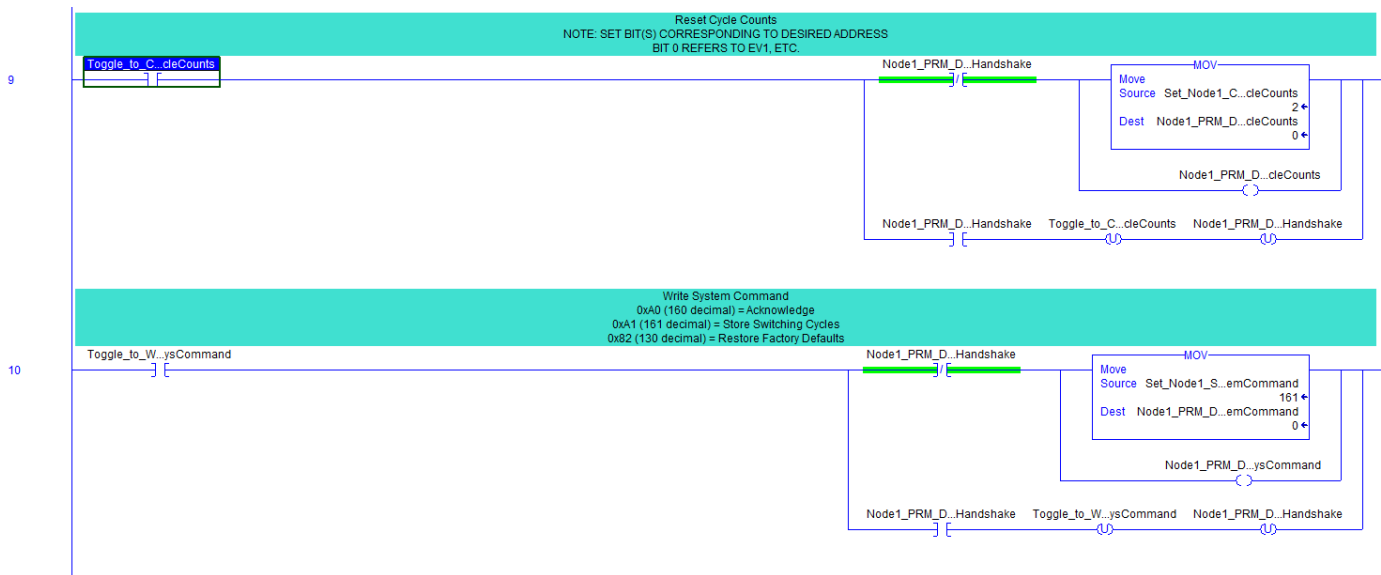 Reset Cycle Counts
NOTE: SET BIT(S) CORRESPONDING TO DESIRED ADDRESS
BIT 0 REFERS TO EV1, ETC.
9
Toggle_to_C...cleCounts
Node1_PRM_D...Handshake
MOV
Move
Source Set_Node1_C...cleCounts
2
Dest Node1_PRM_D...cleCounts
0
Node1_PRM_D...cleCounts
Node1_PRM_D...Handshake Toggle_to_C...cleCounts Node1_PRM_D...Handshake
U U
Write System Command
0xA0 (160 decimal) = Acknowledge
0xA1 (161 decimal) = Store Switching Cycles
0x82 (130 decimal) = Restore Factory Defaults
10
Toggle_to_W...ysCommand
Node1_PRM_D...Handshake
MOV
Move
Source Set_Node1_S...emCommand
161
Dest Node1_PRM_D...emCommand
0
Node1_PRM_D...ysCommand
Node1_PRM_D...Handshake Toggle_to_W...ysCommand Node1_PRM_D...Handshake
U U